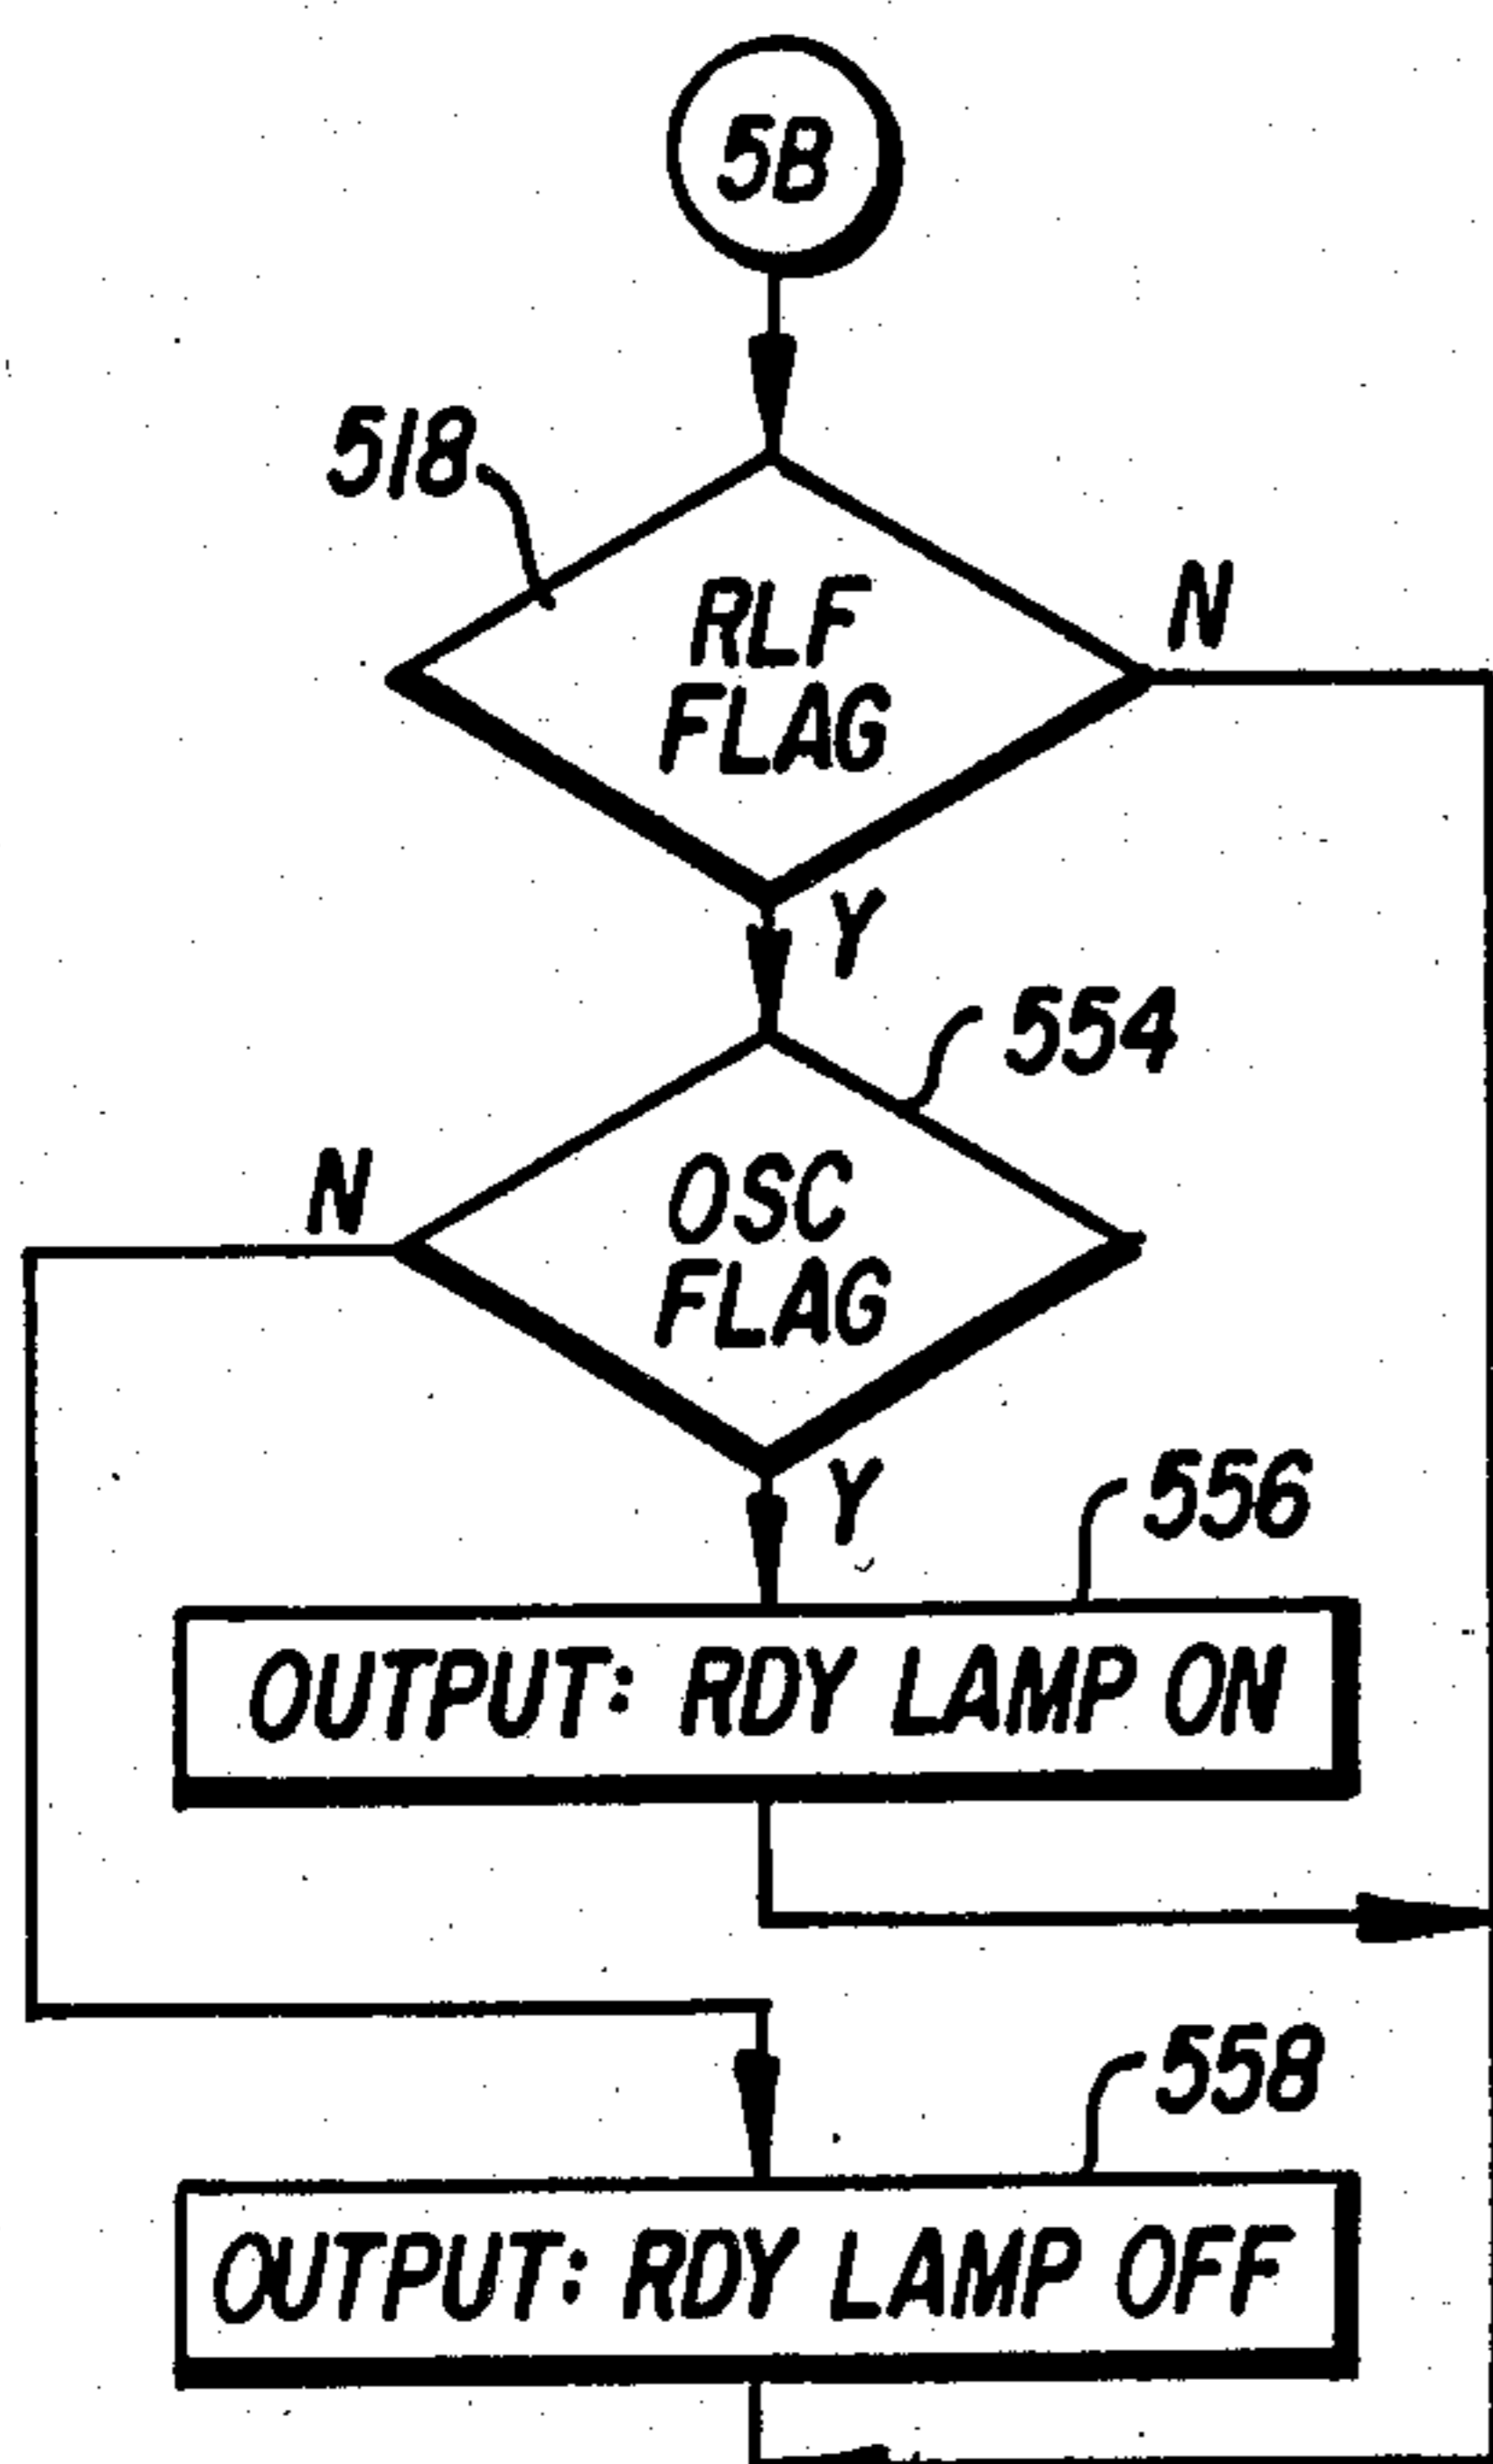 5B
518
RLF
FLAG
N
Y
554
OSC
FLAG
N
Y
556
OUTPUT: RDY LAMP ON
558
OUTPUT: RDY LAMP OFF